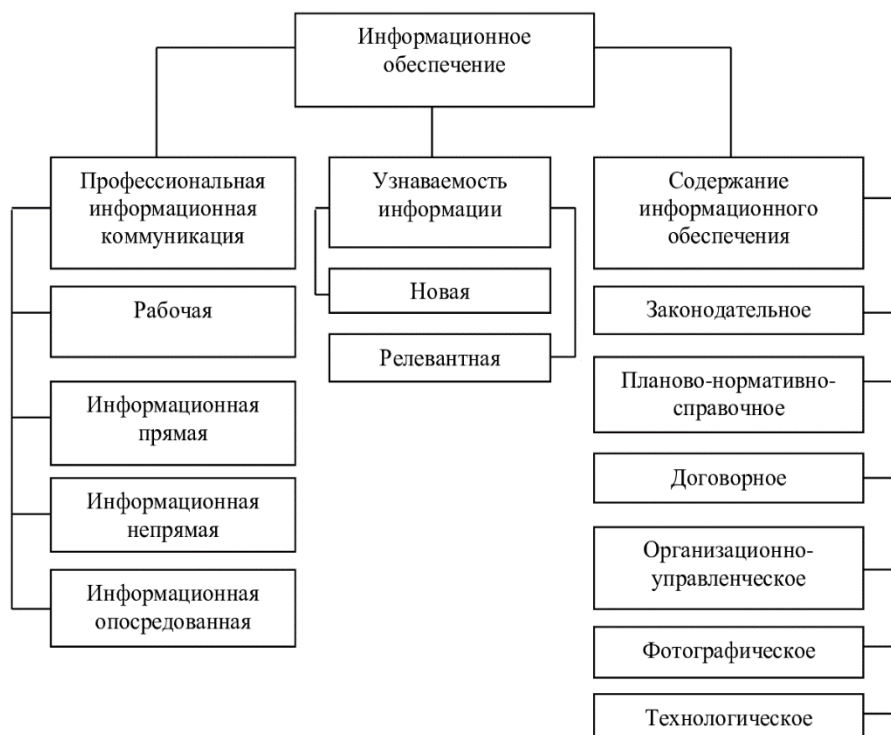 Информационное
обеспечение
Профессиональная
информационная
коммуникация
Рабочая
Информационная
прямая
Информационная
непрямая
Информационная
опосредованная
Узнаваемость
информации
Новая
Релевантная
Содержание
информационного
обеспечения
Законодательное
Планово-нормативно-
справочное
Договорное
Организационно-
управленческое
Фотографическое
Технологическое